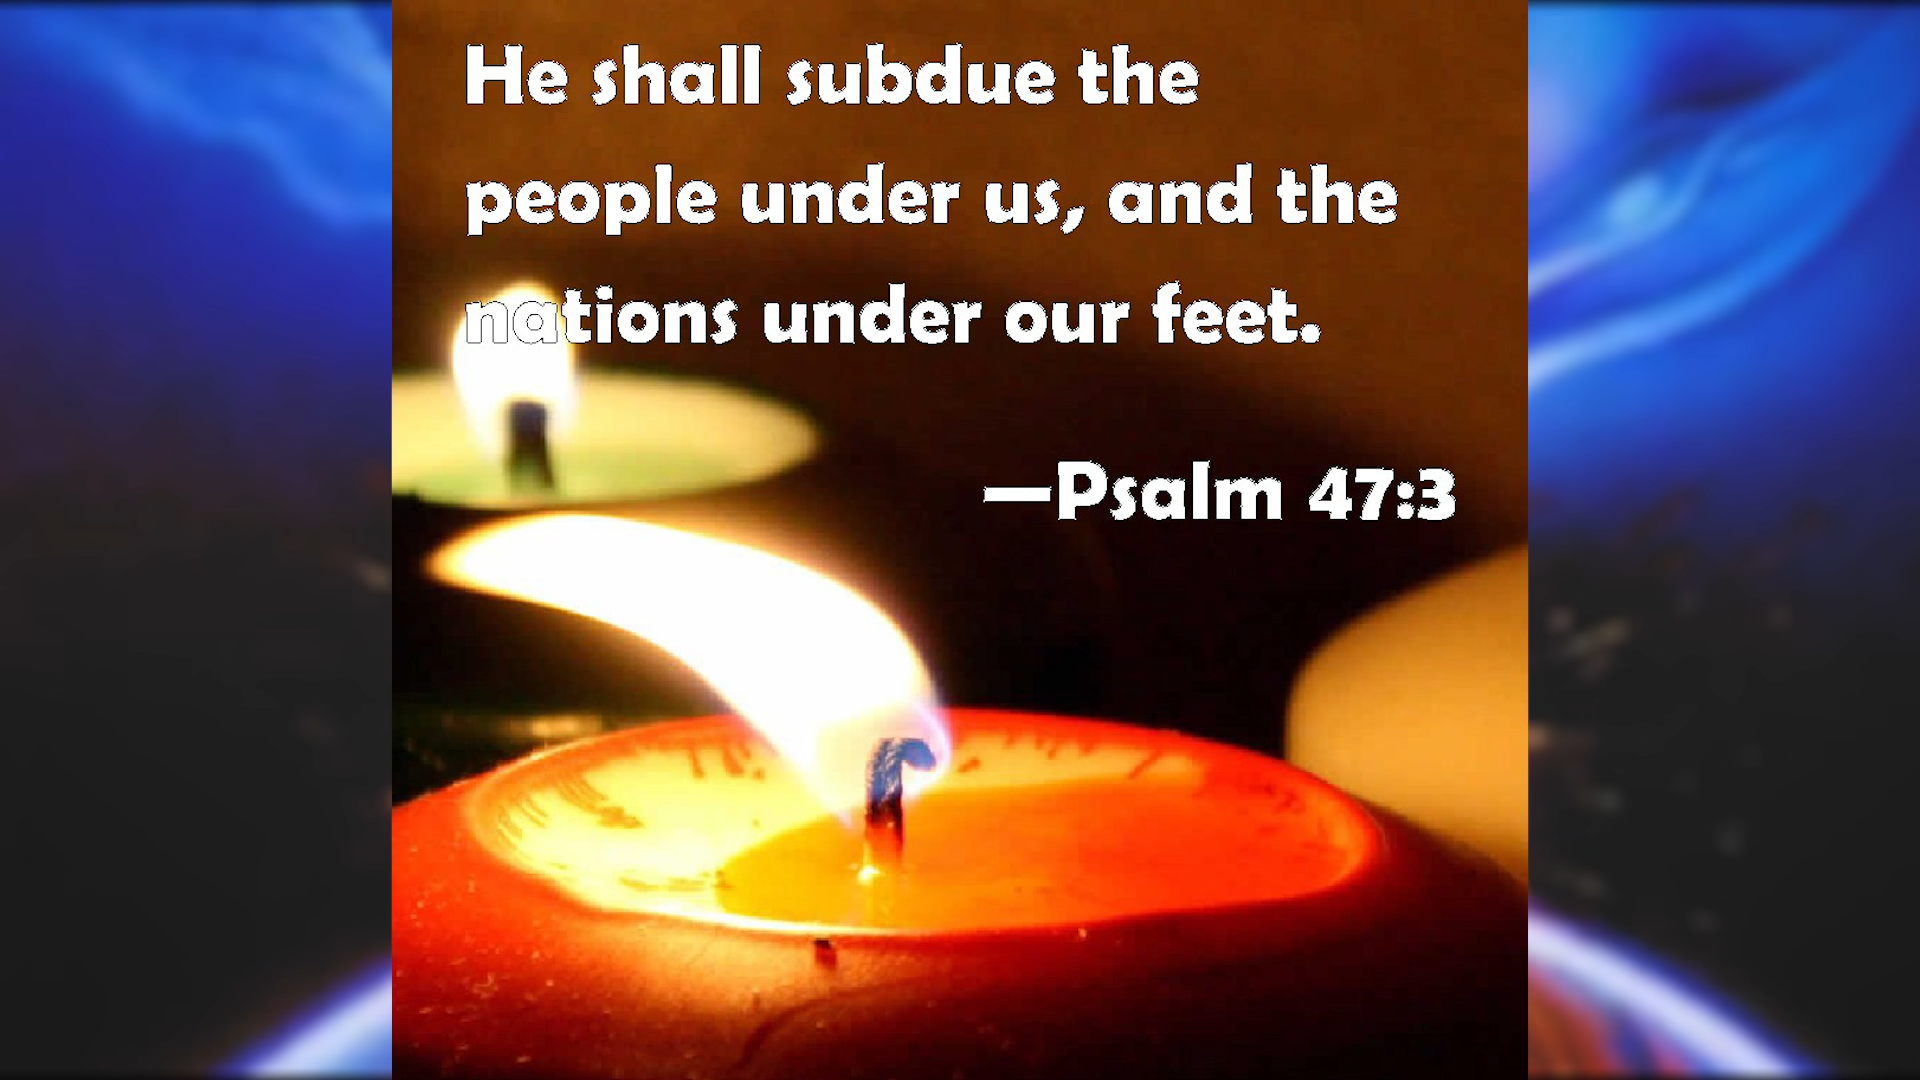 He shall subdue the
people under us, and the
nations under our feet.
—Psalm 47:3